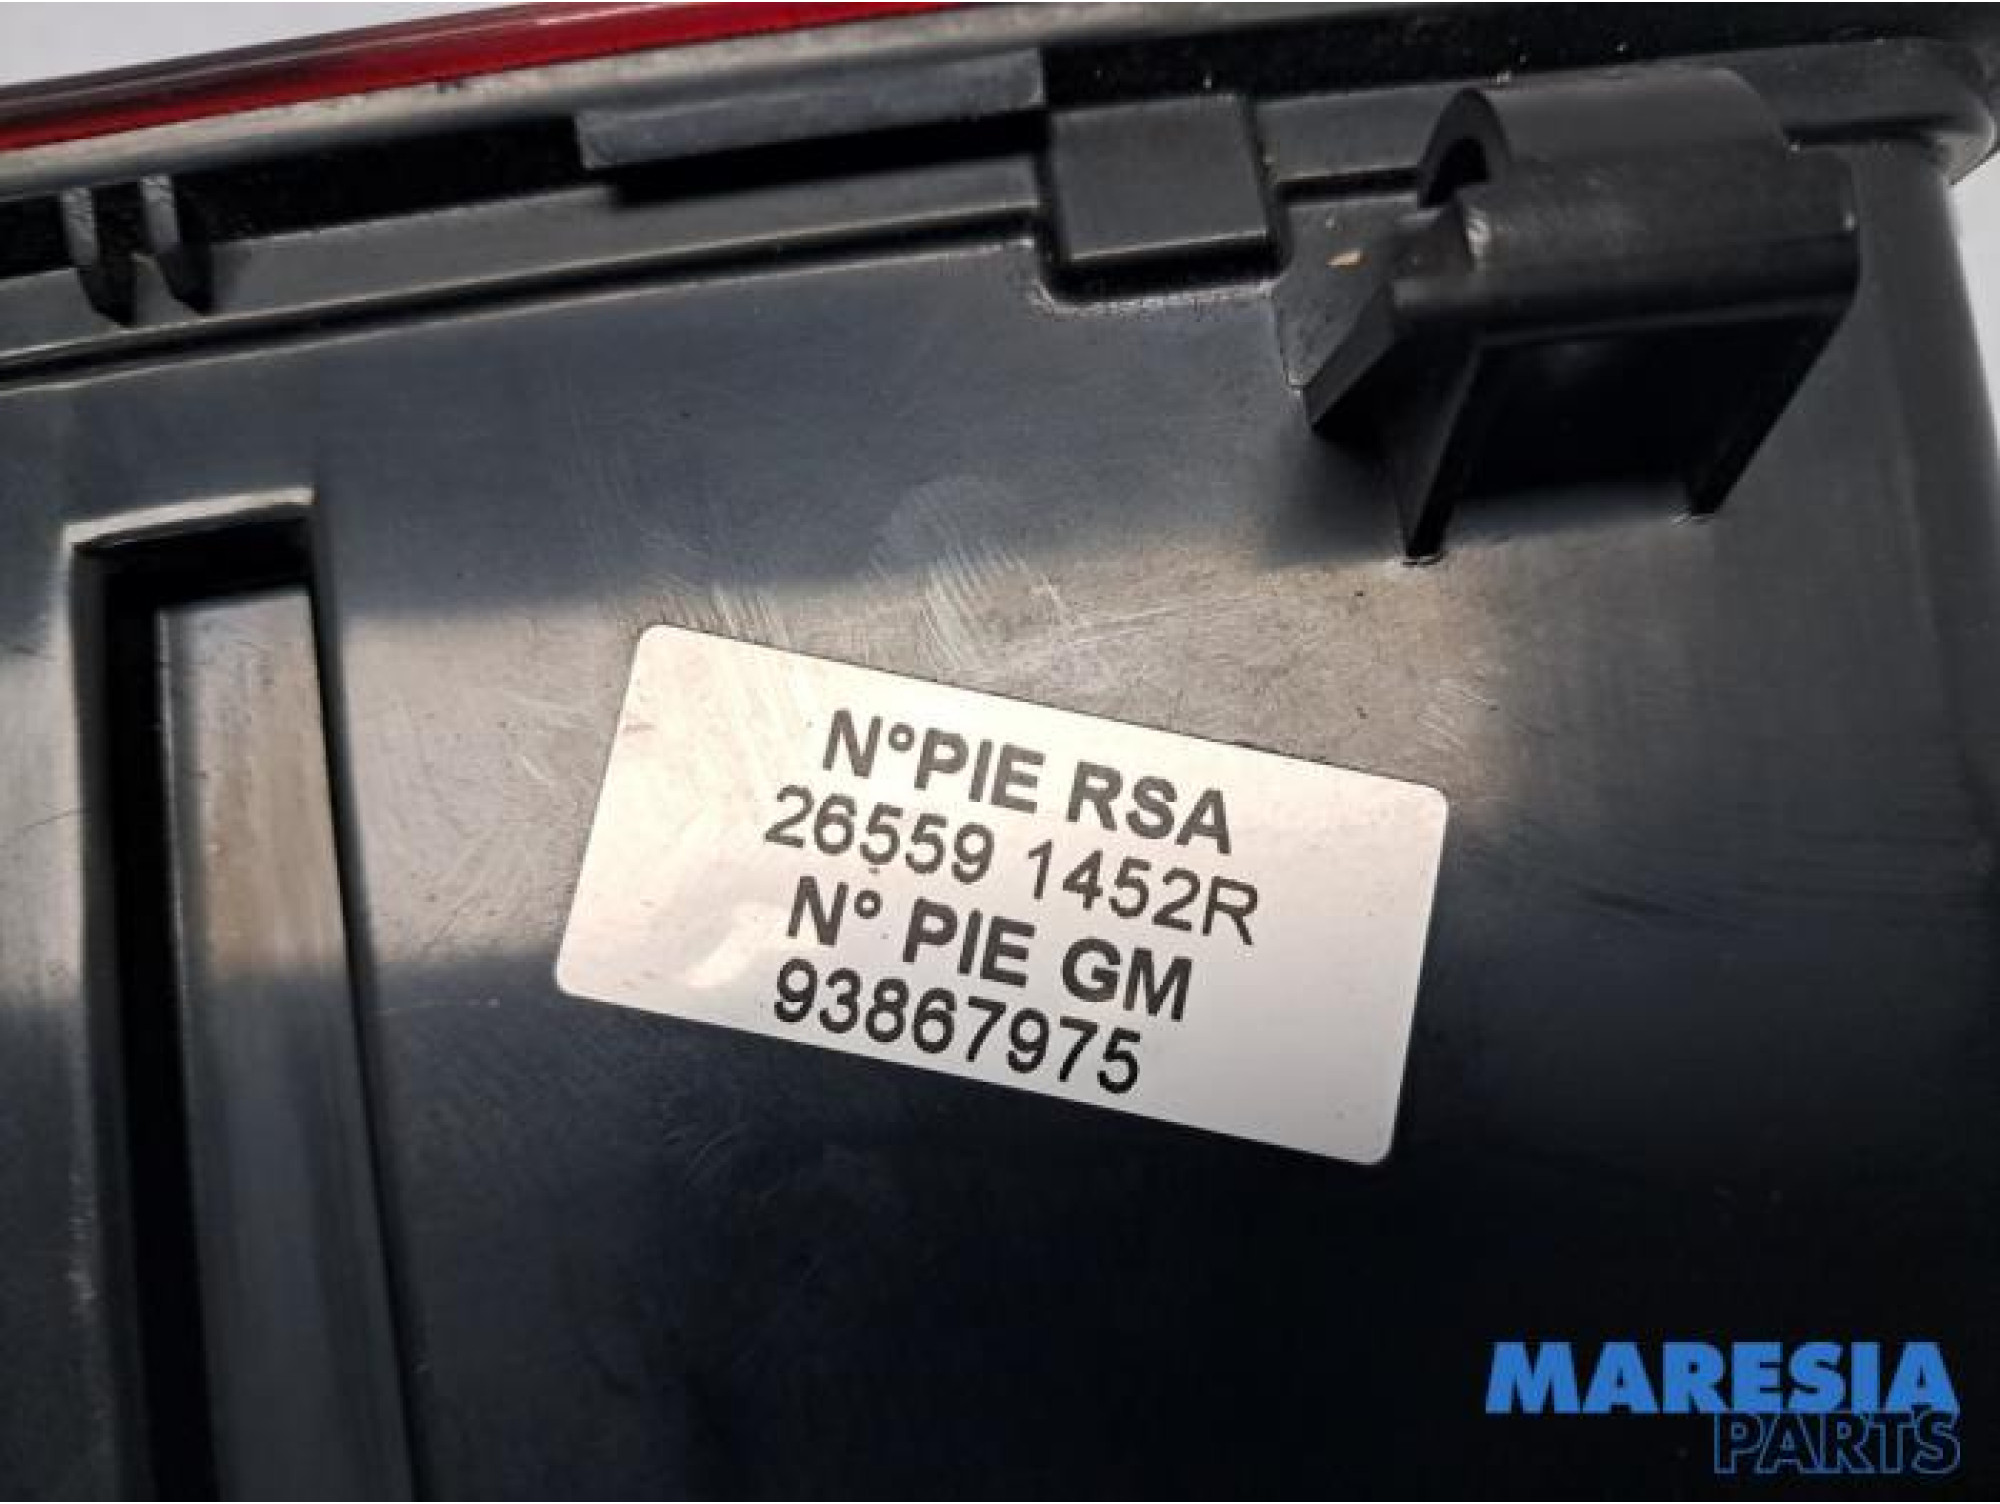 N°PIE RSA
26559 1452R
N° PIE GM
93867975
MARESIA
PARTS